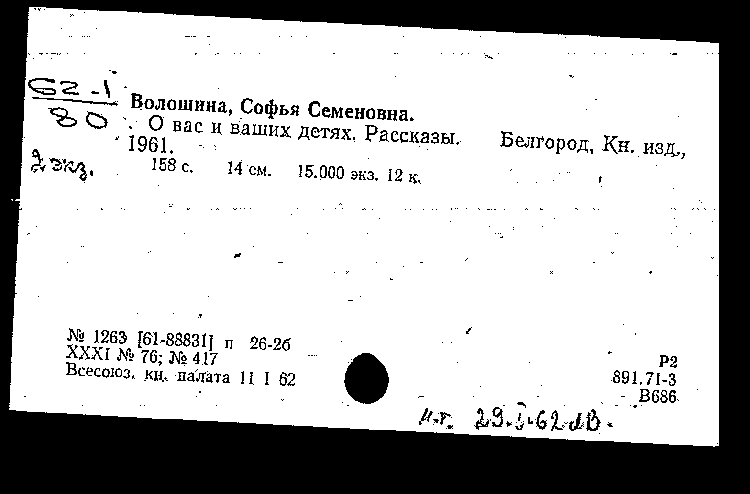 62-1
80
Волошина, Софья Семеновна.
О вас и ваших детях. Рассказы. Белгород, Кн. изд.,
1961.
2 экз.
158 с. 14 см. 15.000 экз. 12 к.
№ 1263 [61-88831] п 26-26
XXXI № 76; № 417
Всесоюз. кн. палата 11 I 62
Р2
891.71-3
В686
29.I.62